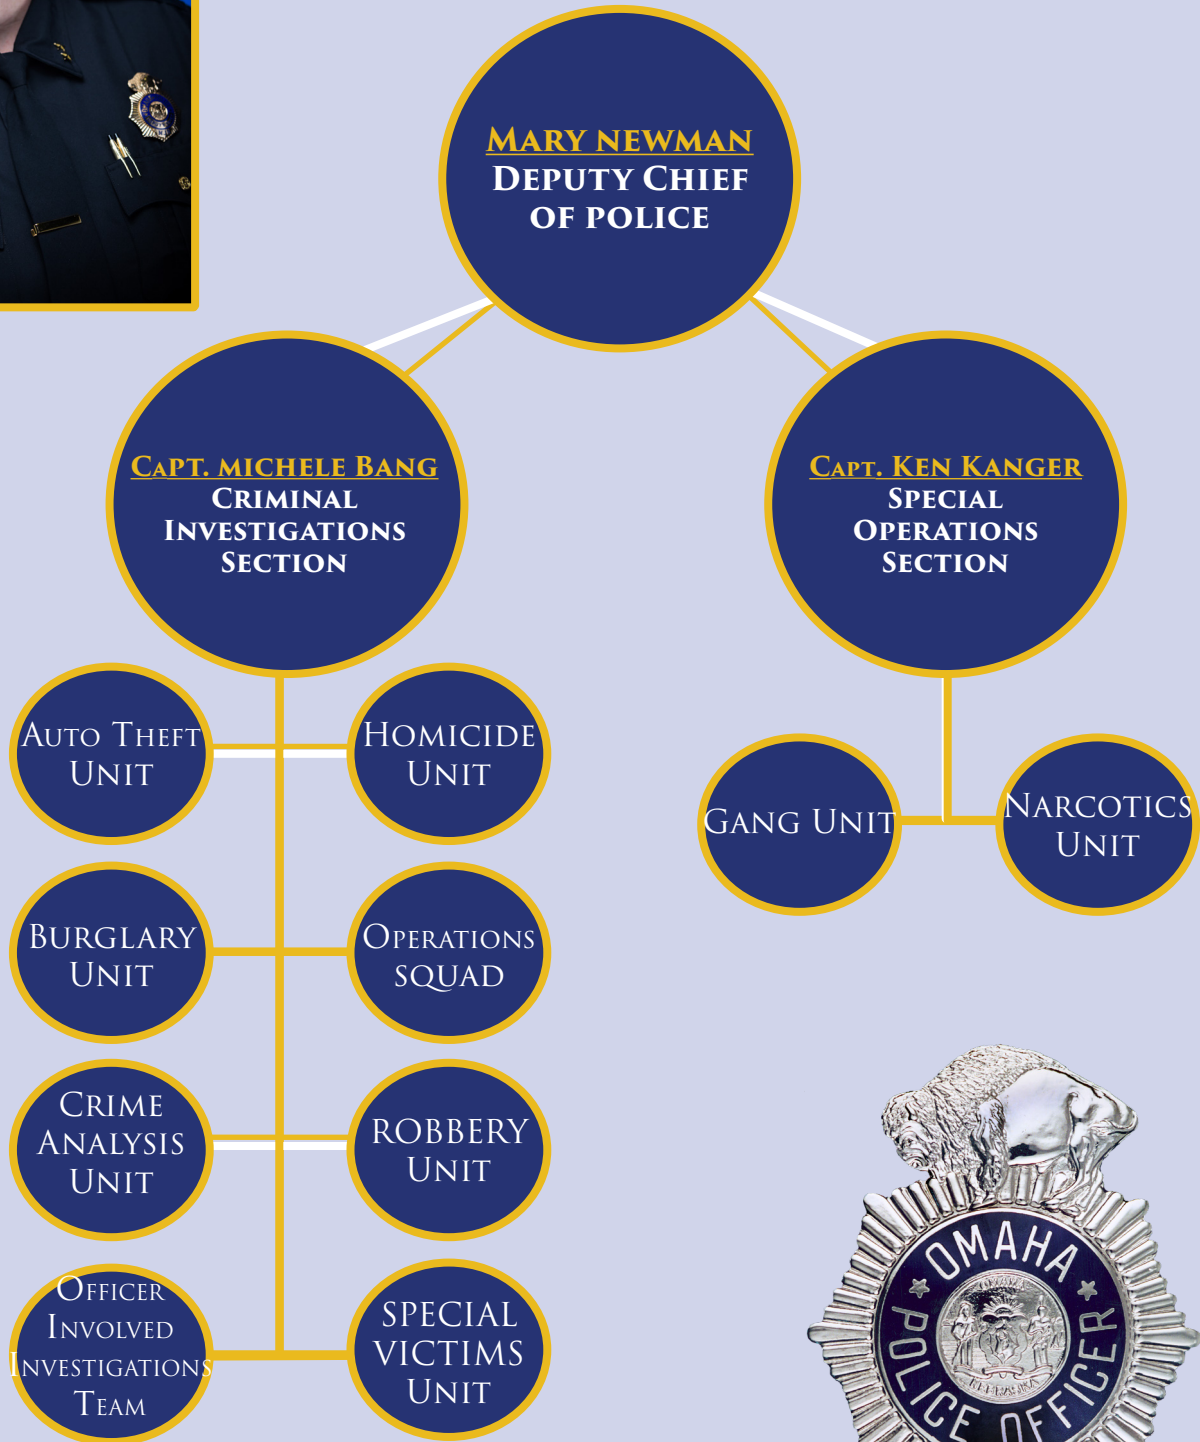 Mary newman
Deputy Chief
of police
Capt. michele Bang
Criminal
Investigations
Section
Capt. Ken Kanger
Special
Operations
Section
Auto Theft
Unit
Homicide
Unit
Gang Unit
Narcotics
Unit
Burglary
Unit
Operations
squad
Crime
Analysis
Unit
ROBBERY
Unit
Officer
Involved
Investigations
Team
SPECIAL
VICTIMS
Unit
OMAHA
POLICE OFFICER